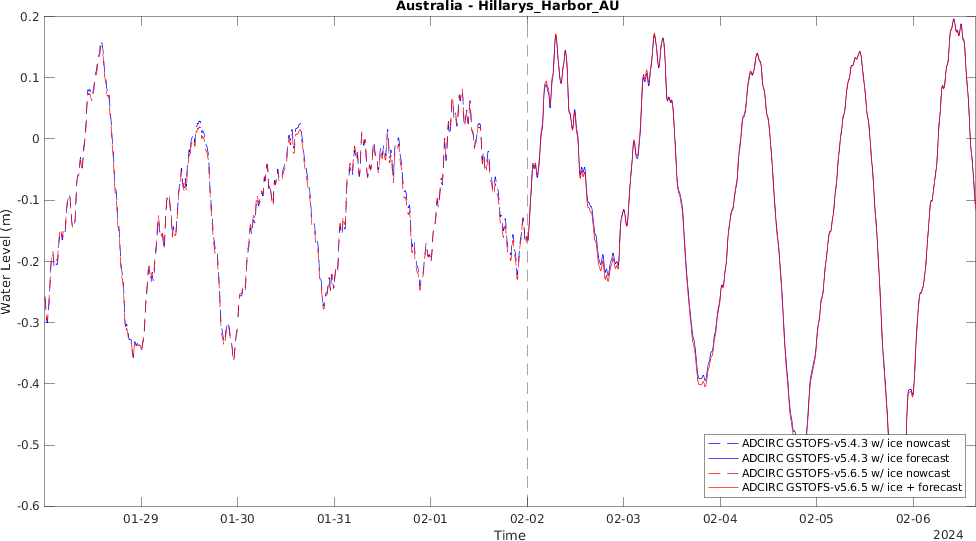 Australia - Hillarys_Harbor_AU
Water Level (m)
0.2
0.1
0
-0.1
-0.2
-0.3
-0.4
-0.5
-0.6
ADCIRC GSTOFS-v5.4.3 w/ ice nowcast
ADCIRC GSTOFS-v5.4.3 w/ ice forecast
ADCIRC GSTOFS-v5.6.5 w/ ice nowcast
ADCIRC GSTOFS-v5.6.5 w/ ice + forecast
01-29 01-30 01-31 02-01 02-02 02-03 02-04 02-05 02-06
Time
2024